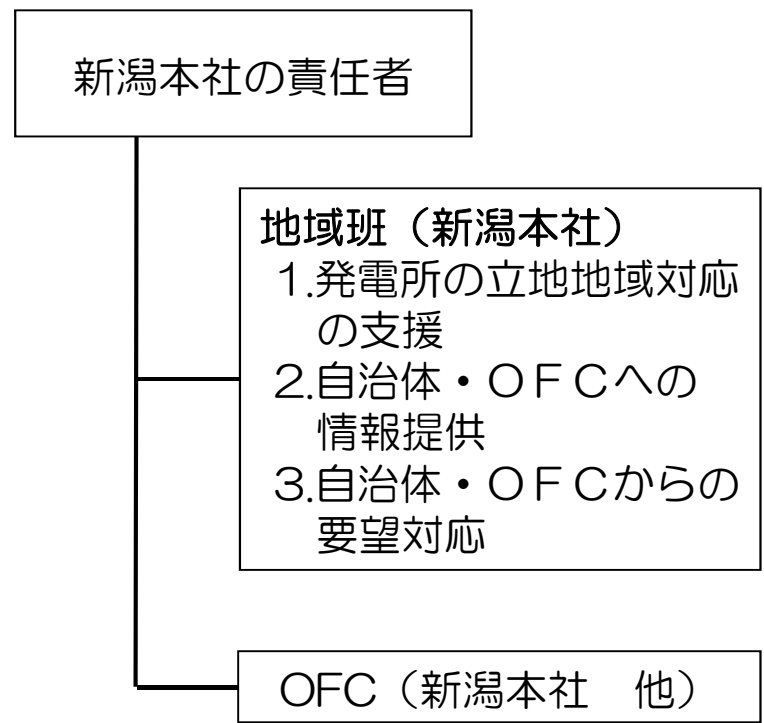 新潟本社の責任者
地域班（新潟本社）
１.発電所の立地地域対応
の支援
２.自治体・ＯＦＣへの
情報提供
３.自治体・ＯＦＣからの
要望対応
OFC（新潟本社　他）